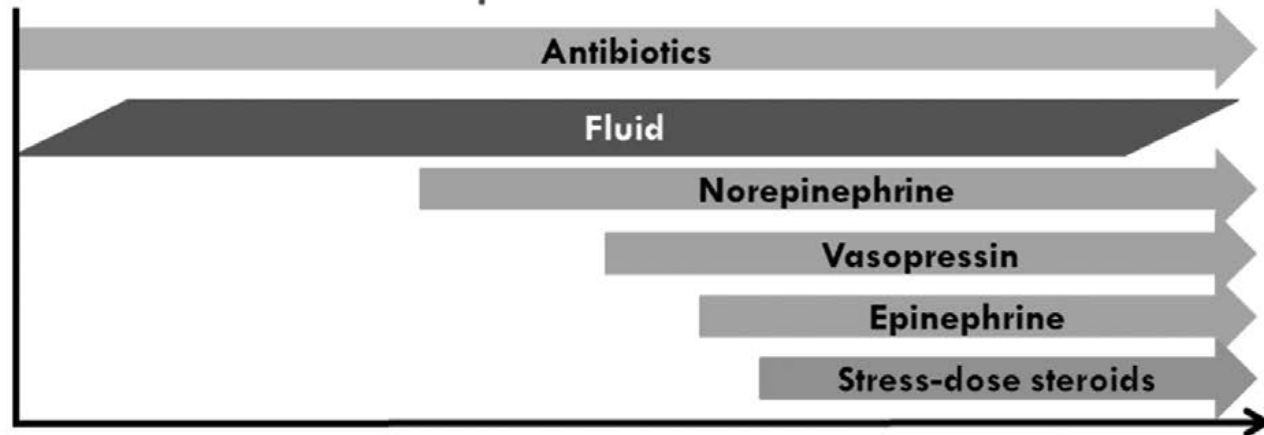 Antibiotics
Fluid
Norepinephrine
Vasopressin
Epinephrine
Stress-dose steroids